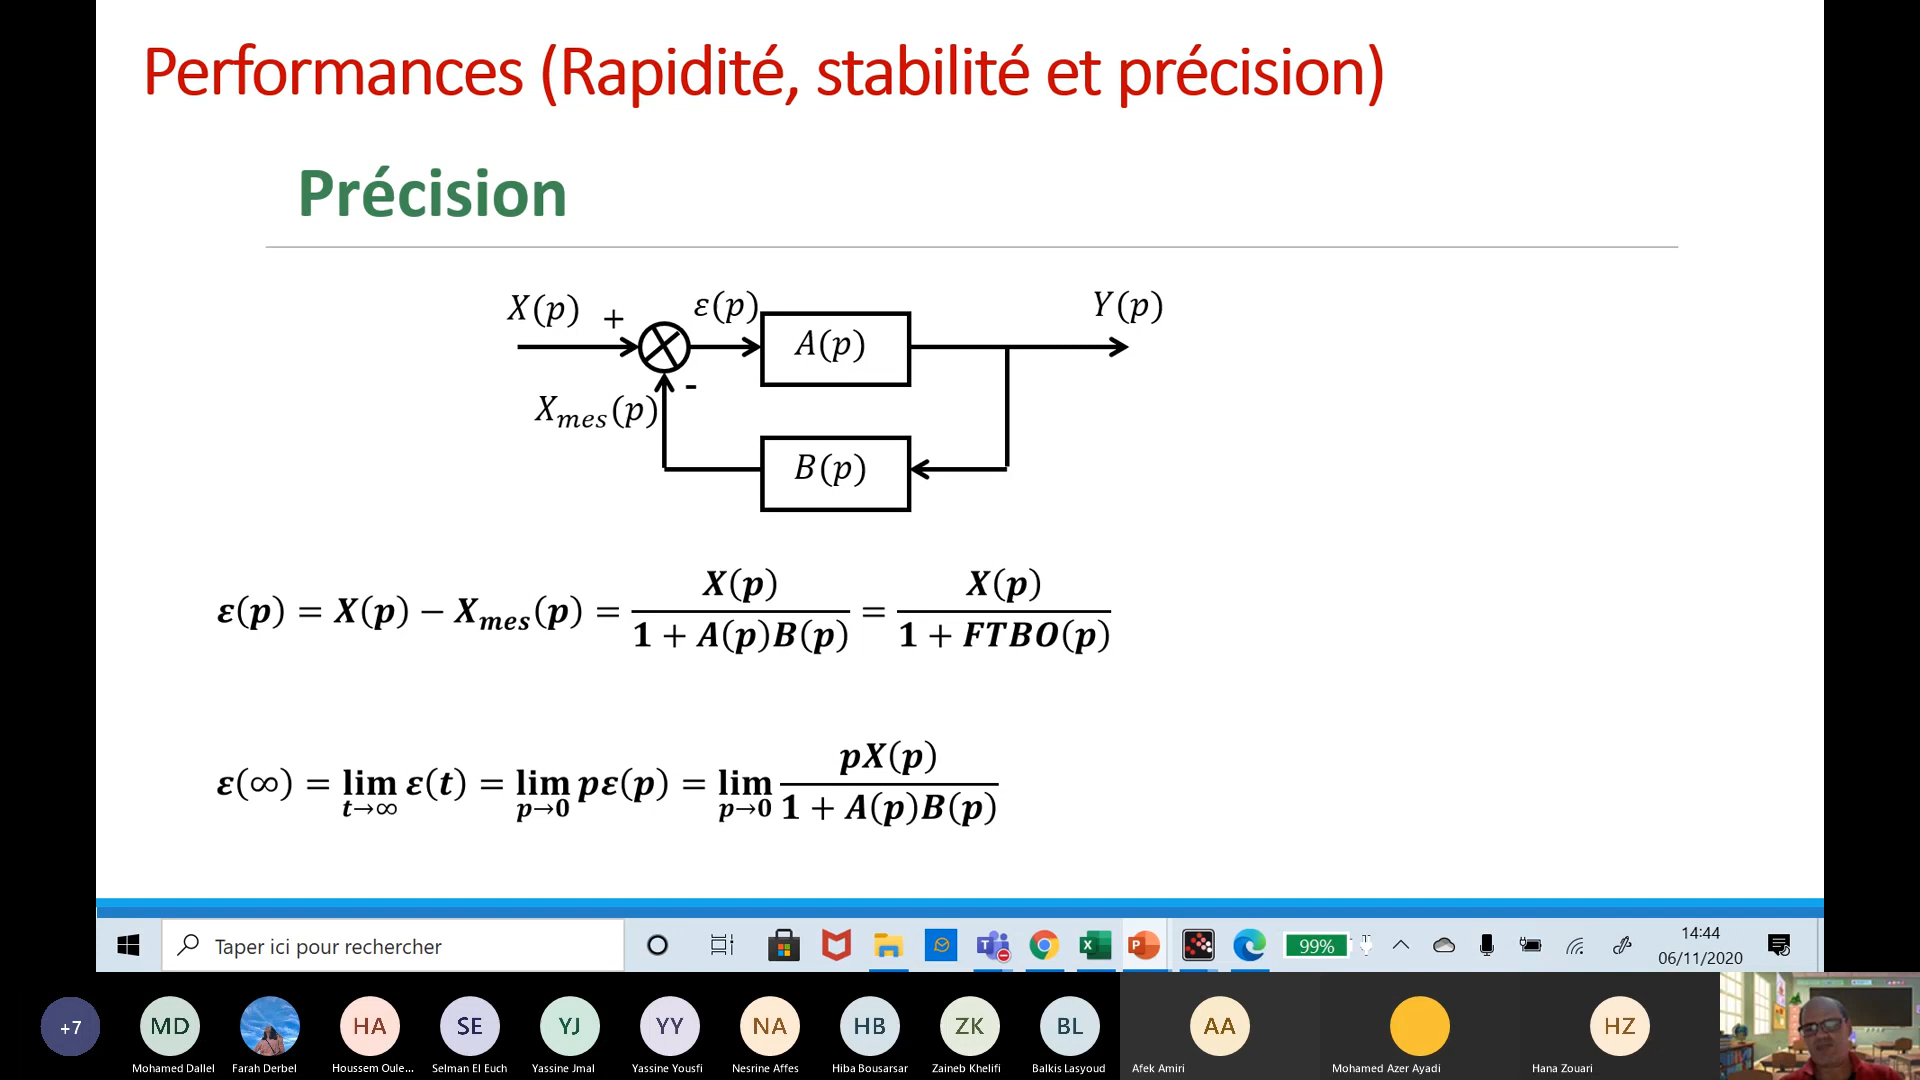 Performances (Rapidité, stabilité et précision)
Précision
X(p) + ε(p) A(p) Y(p)
-
X_mes(p)
B(p)
ε(p) = X(p) − X_mes(p) = X(p) / (1 + A(p)B(p)) = X(p) / (1 + FTBO(p))
ε(∞) = lim t→∞ ε(t) = lim p→0 pε(p) = lim p→0 pX(p) / (1 + A(p)B(p))
Taper ici pour rechercher
99%
14:44
06/11/2020
+7 MD HA SE YJ YY NA HB ZK BL AA HZ
Mohamed Dallel Farah Derbel Houssem Oule... Selman El Euch Yassine Jmal Yassine Yousfi Nesrine Affes Hiba Bousarsar Zaineb Khelifi Balkis Lasyoud Afek Amiri Mohamed Azer Ayadi Hana Zouari